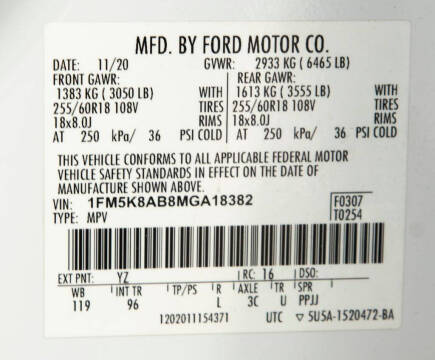 MFD. BY FORD MOTOR CO.
DATE: 11/20 GVWR: 2933 KG ( 6465 LB)
FRONT GAWR: REAR GAWR:
1383 KG ( 3050 LB) WITH 1613 KG ( 3555 LB) WITH
255/60R18 108V TIRES 255/60R18 108V TIRES
18x8.0J RIMS 18x8.0J RIMS
AT 250 kPa/ 36 PSI COLD AT 250 kPa/ 36 PSI COLD
THIS VEHICLE CONFORMS TO ALL APPLICABLE FEDERAL MOTOR
VEHICLE SAFETY STANDARDS IN EFFECT ON THE DATE OF
MANUFACTURE SHOWN ABOVE.
VIN: 1FM5K8AB8MGA18382 F0307
TYPE: MPV T0254
EXT PNT: YZ RC: 16 DSO:
WB INT TR TP/PS R AXLE TR SPR
119 96 L 3C U PPJJ
1202011154371 UTC ▽ 5U5A-1520472-BA